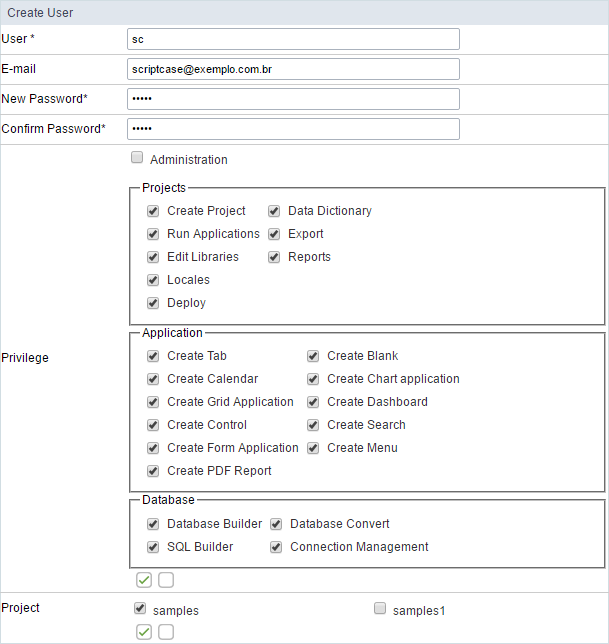 Create User
User * sc
E-mail scriptcase@exemplo.com.br
New Password* •••••
Confirm Password* •••••
Administration
Projects
Create Project Data Dictionary
Run Applications Export
Edit Libraries Reports
Locales
Deploy
Application
Create Tab Create Blank
Create Calendar Create Chart application
Create Grid Application Create Dashboard
Create Control Create Search
Create Form Application Create Menu
Create PDF Report
Privilege
Database
Database Builder Database Convert
SQL Builder Connection Management
Project samples samples1